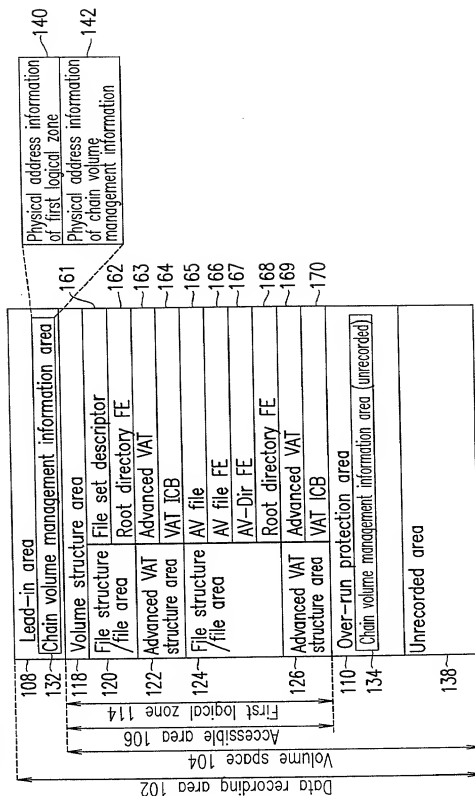 140
142
Physical address information
of first logical zone
Physical address information
of chain volume
management information
108
Lead-in area
132
Chain volume management information area
118
Volume structure area
161
120
File structure
/file area
File set descriptor
Root directory FE
162
122
Advanced VAT
structure area
Advanced VAT
163
VAT ICB
164
124
File structure
/file area
AV file
165
AV file FE
166
AV-Dir FE
167
Root directory FE
168
126
Advanced VAT
structure area
Advanced VAT
169
VAT ICB
170
110
Over-run protection area
134
Chain volume management information area (unrecorded)
138
Unrecorded area
First logical zone 114
Accessible area 106
Volume space 104
Data recording area 102